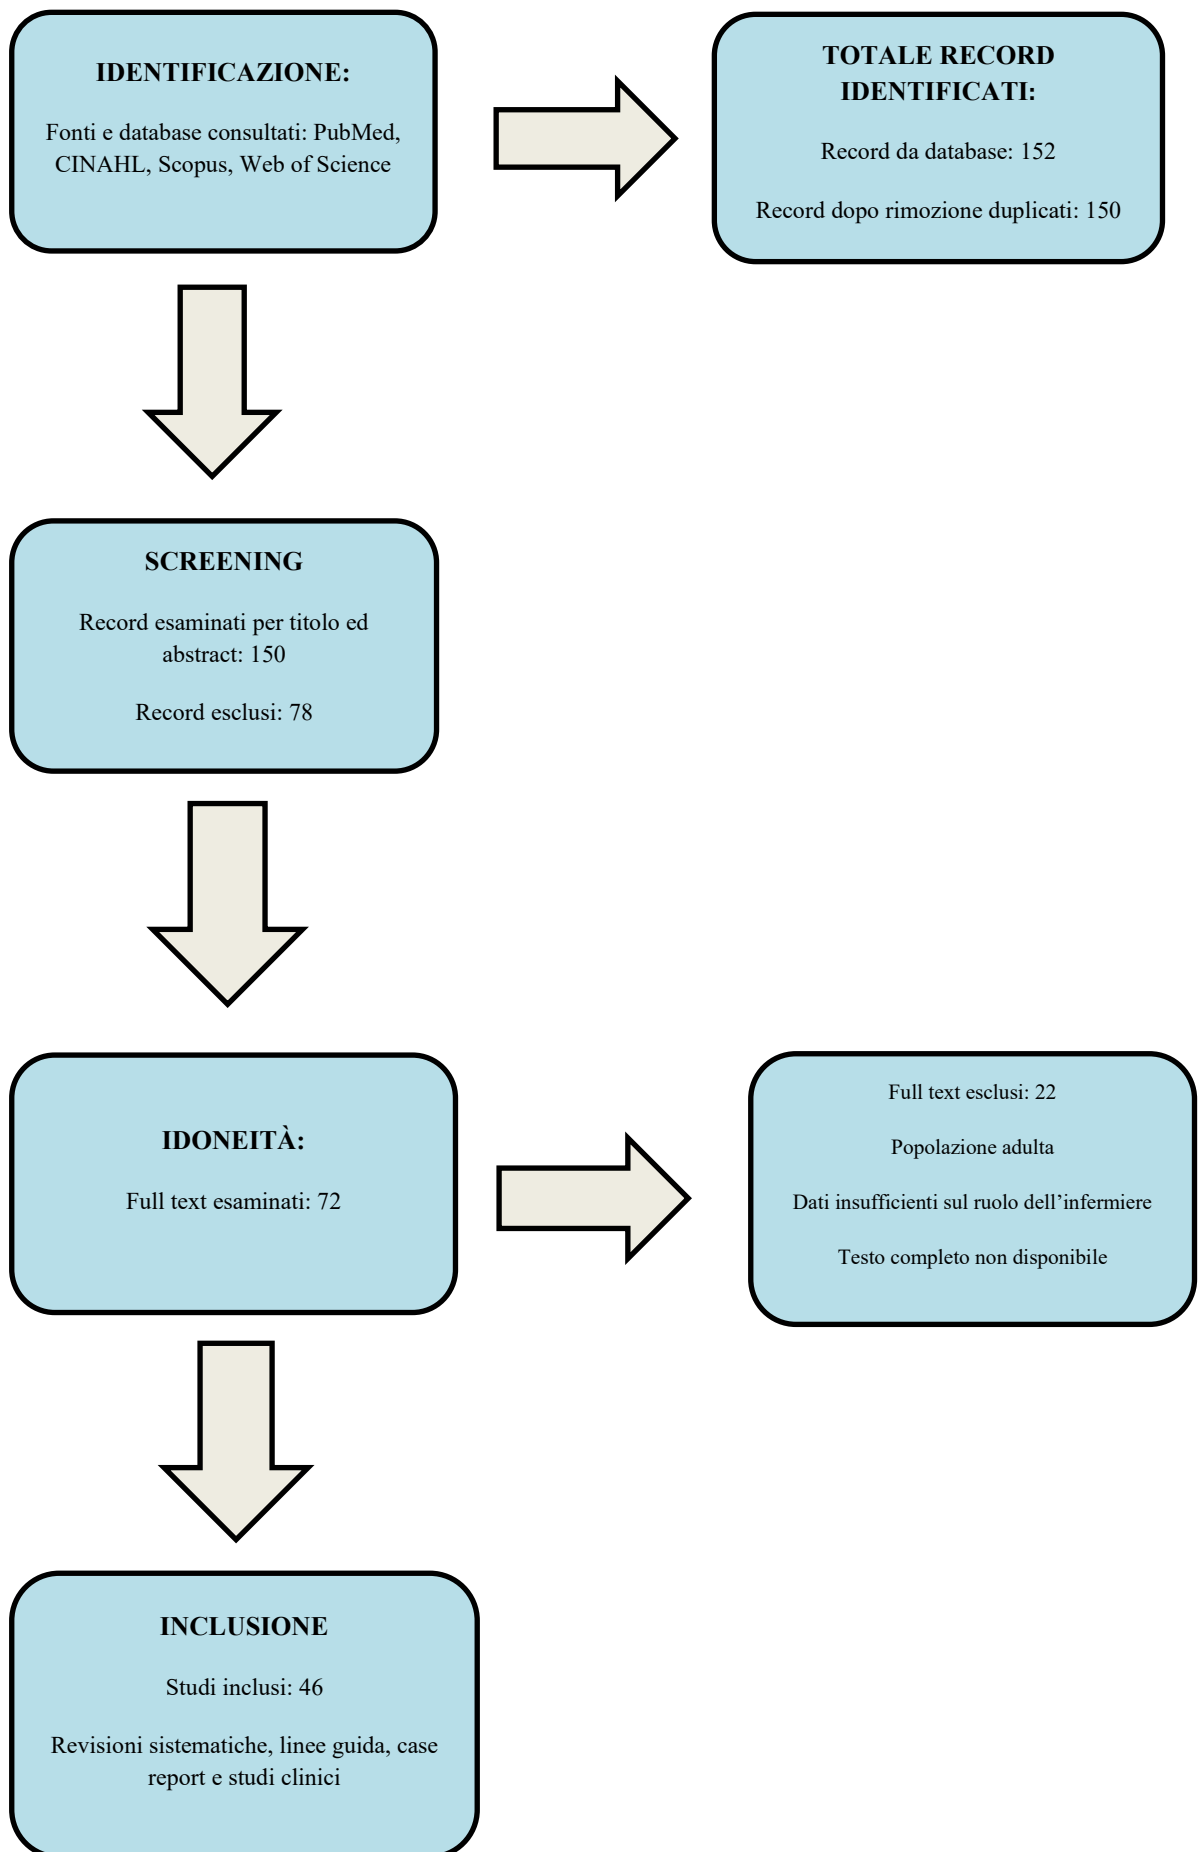 IDENTIFICAZIONE:
Fonti e database consultati: PubMed,
CINAHL, Scopus, Web of Science
TOTALE RECORD
IDENTIFICATI:
Record da database: 152
Record dopo rimozione duplicati: 150
SCREENING
Record esaminati per titolo ed
abstract: 150
Record esclusi: 78
IDONEITÀ:
Full text esaminati: 72
Full text esclusi: 22
Popolazione adulta
Dati insufficienti sul ruolo dell’infermiere
Testo completo non disponibile
INCLUSIONE
Studi inclusi: 46
Revisioni sistematiche, linee guida, case
report e studi clinici